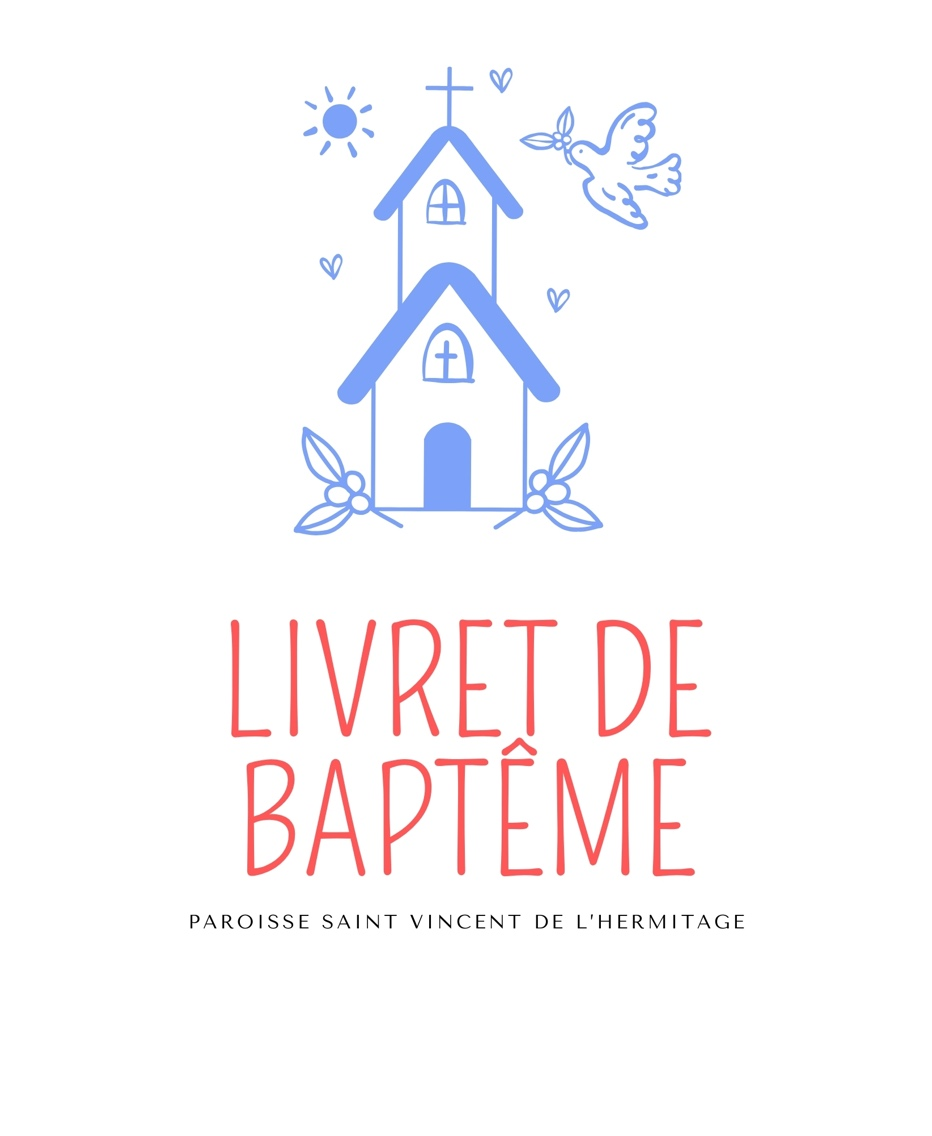 LIVRET DE
BAPTÊME
PAROISSE SAINT VINCENT DE L'HERMITAGE